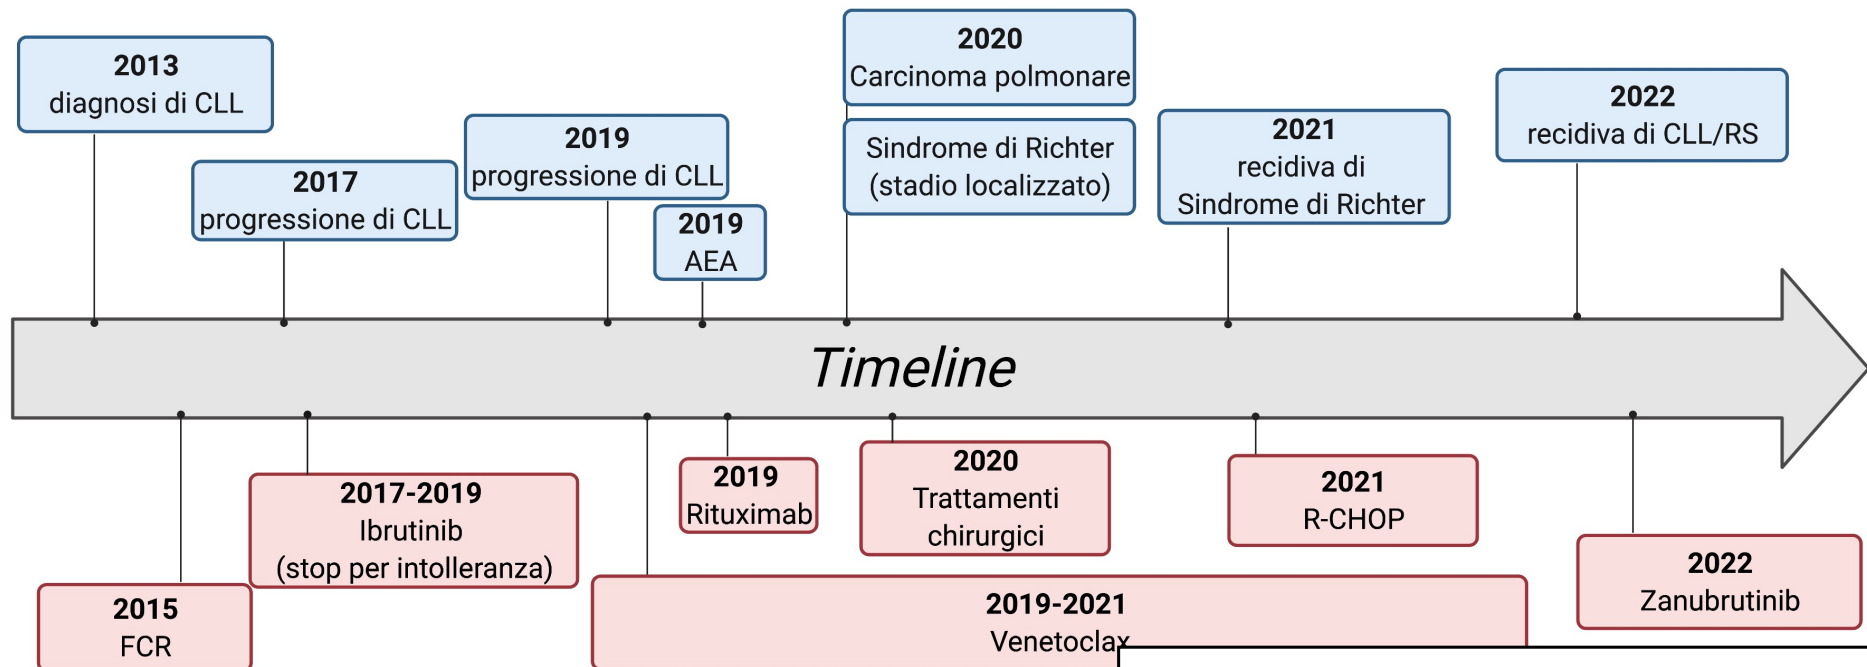 2013
diagnosi di CLL
2017
progressione di CLL
2019
progressione di CLL
2019
AEA
2020
Carcinoma polmonare
Sindrome di Richter
(stadio localizzato)
2021
recidiva di
Sindrome di Richter
2022
recidiva di CLL/RS
Timeline
2015
FCR
2017-2019
Ibrutinib
(stop per intolleranza)
2019-2021
Venetoclax
2019
Rituximab
2020
Trattamenti
chirurgici
2021
R-CHOP
2022
Zanubrutinib